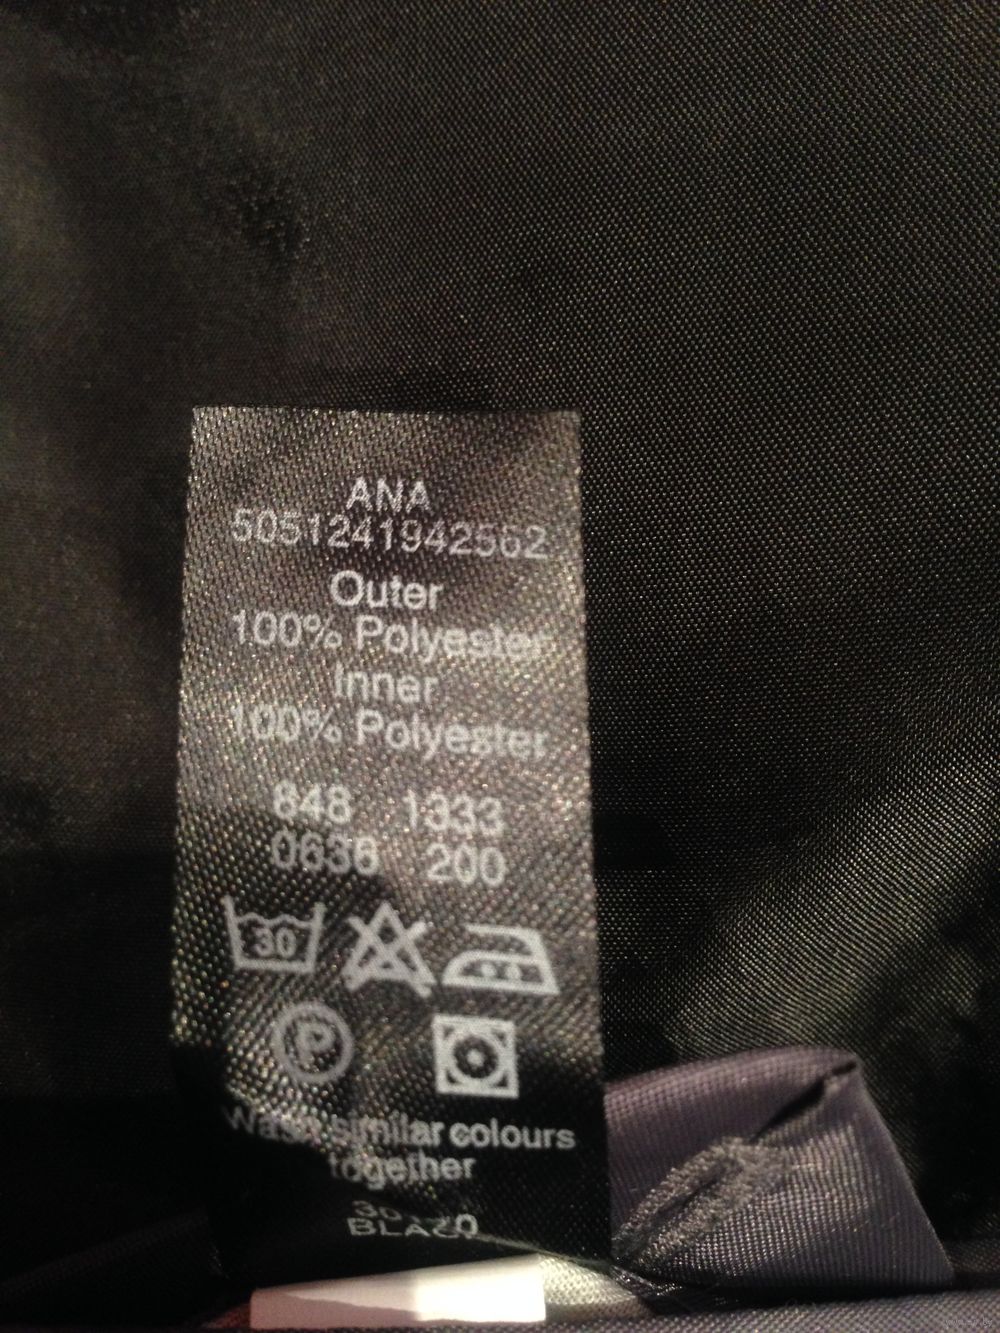 ANA
5051241942562
Outer
100% Polyester
Inner
100% Polyester
848 1333
0636 200
30
P
Wash similar colours
together